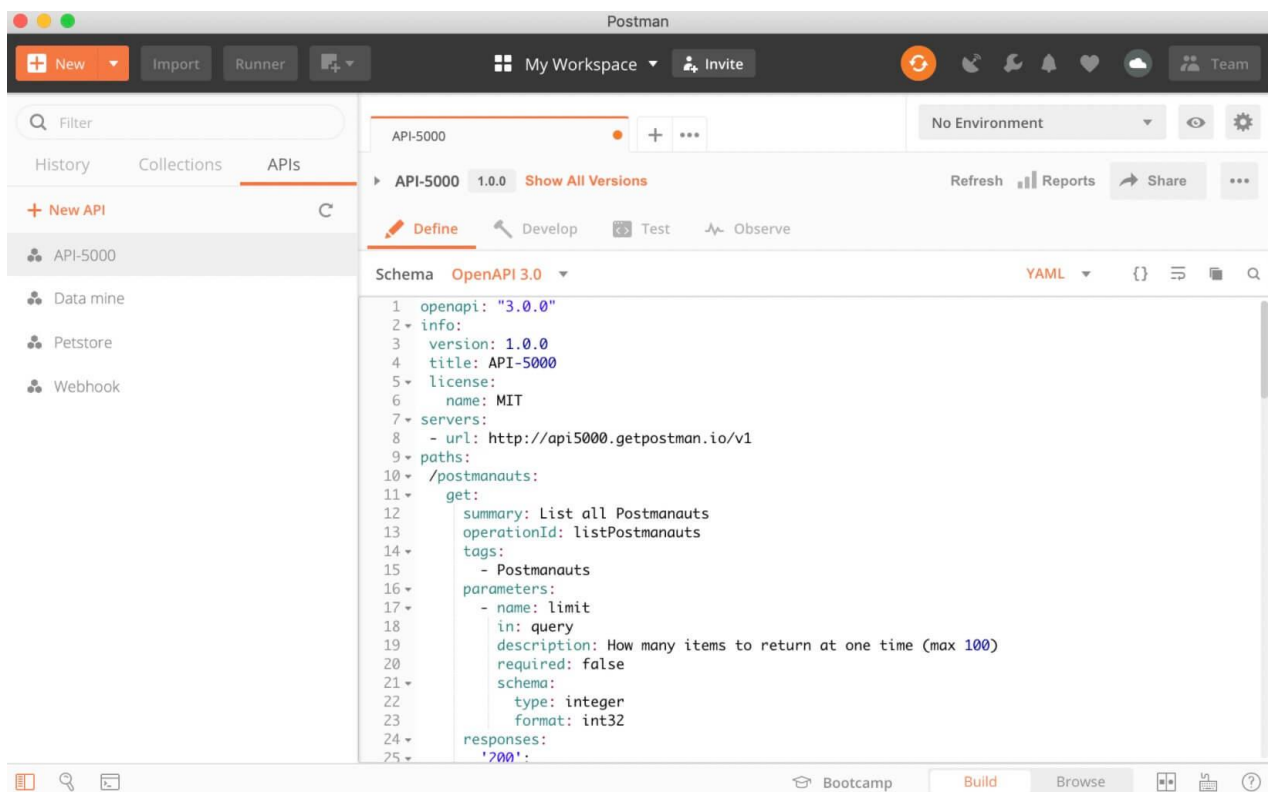 Postman
New Import Runner My Workspace Invite Team
Filter
History Collections APIs
New API
API-5000
Data mine
Petstore
Webhook
API-5000
No Environment
API-5000 1.0.0 Show All Versions Refresh Reports Share
Define Develop Test Observe
Schema OpenAPI 3.0 YAML {}
1 openapi: "3.0.0"
2 info:
3 version: 1.0.0
4 title: API-5000
5 license:
6 name: MIT
7 servers:
8 - url: http://api5000.getpostman.io/v1
9 paths:
10 /postmanauts:
11 get:
12 summary: List all Postmanauts
13 operationId: listPostmanauts
14 tags:
15 - Postmanauts
16 parameters:
17 - name: limit
18 in: query
19 description: How many items to return at one time (max 100)
20 required: false
21 schema:
22 type: integer
23 format: int32
24 responses:
25 '200':
Bootcamp Build Browse